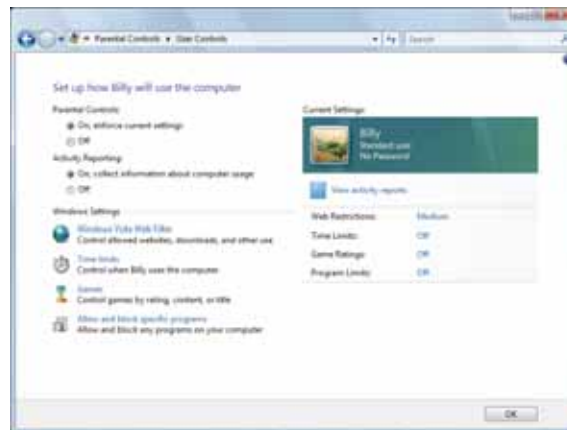 Parental Controls ▸ User Controls
Search
Set up how Billy will use the computer
Parental Controls:
On, enforce current settings
Off
Activity Reporting:
On, collect information about computer usage
Off
Windows Settings
Windows Vista Web Filter
Control allowed websites, downloads, and other use
Time limits
Control when Billy uses the computer
Games
Control games by rating, content, or title
Allow and block specific programs
Allow and block any programs on your computer
Current Settings:
Billy
Standard user
No Password
View activity reports
Web Restrictions: Medium
Time Limits: Off
Game Ratings: Off
Program Limits: Off
OK